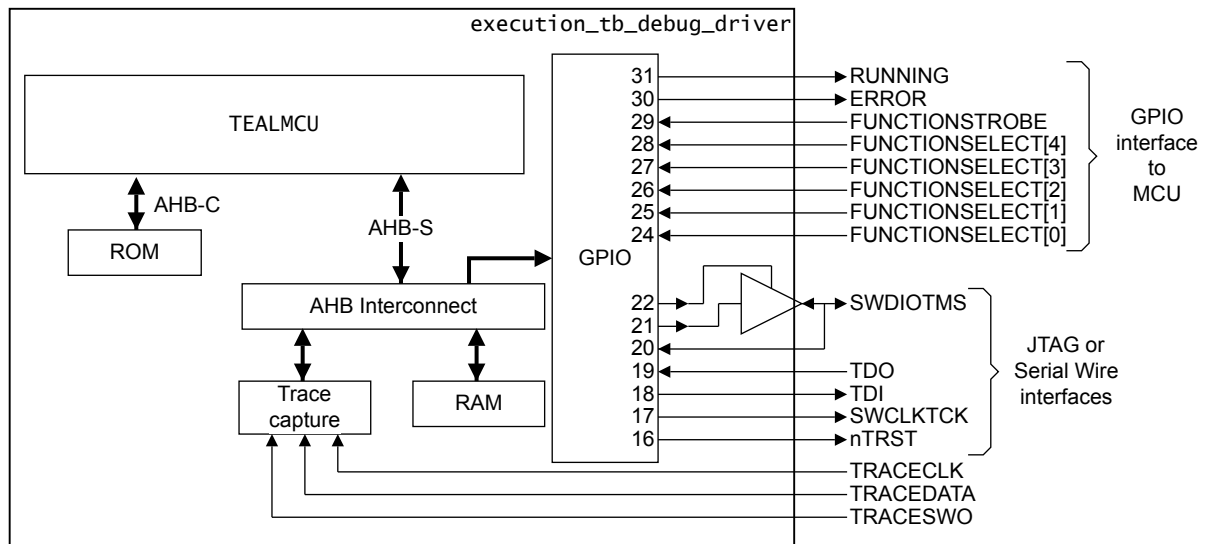 execution_tb_debug_driver
TEALMCU
AHB-C
ROM
AHB-S
AHB Interconnect
Trace
capture
RAM
GPIO
31
30
29
28
27
26
25
24
22
21
20
19
18
17
16
RUNNING
ERROR
FUNCTIONSTROBE
FUNCTIONSELECT[4]
FUNCTIONSELECT[3]
FUNCTIONSELECT[2]
FUNCTIONSELECT[1]
FUNCTIONSELECT[0]
SWDIOTMS
TDO
TDI
SWCLKTCK
nTRST
TRACECLK
TRACEDATA
TRACESWO
GPIO
interface
to
MCU
JTAG or
Serial Wire
interfaces